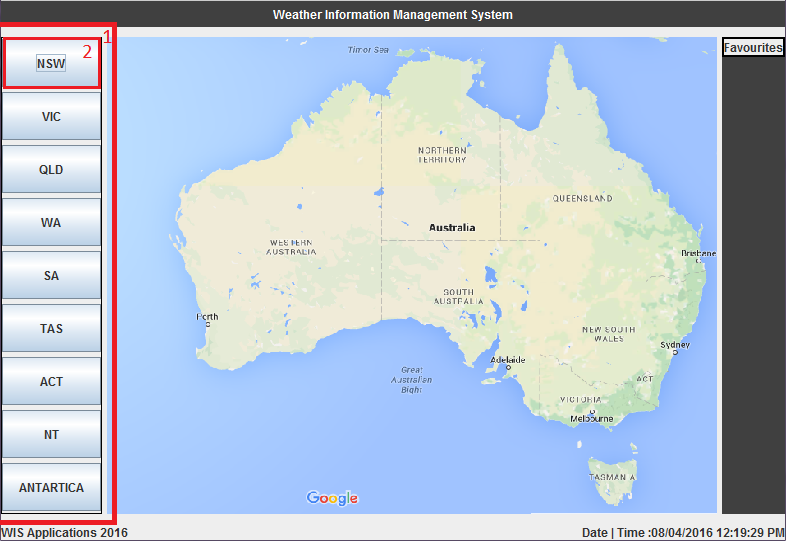 Weather Information Management System
1
2
NSW
VIC
QLD
WA
SA
TAS
ACT
NT
ANTARTICA
Timor Sea
NORTHERN
TERRITORY
QUEENSLAND
Australia
WESTERN
AUSTRALIA
Brisbane
SOUTH
AUSTRALIA
Perth
NEW SOUTH
WALES
Sydney
Adelaide
Great
Australian
Bight
ACT
VICTORIA
Melbourne
TASMANIA
Google
Favourites
WIS Applications 2016
Date | Time :08/04/2016 12:19:29 PM